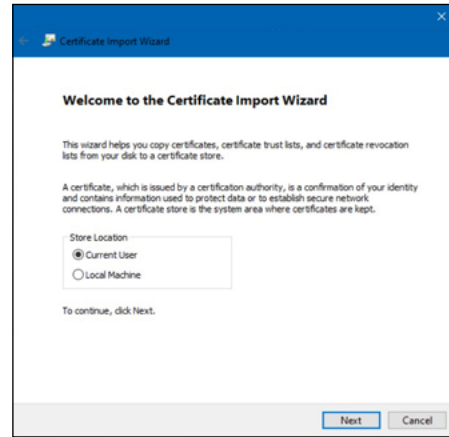 Certificate Import Wizard
Welcome to the Certificate Import Wizard
This wizard helps you copy certificates, certificate trust lists, and certificate revocation
lists from your disk to a certificate store.
A certificate, which is issued by a certification authority, is a confirmation of your identity
and contains information used to protect data or to establish secure network
connections. A certificate store is the system area where certificates are kept.
Store Location
Current User
Local Machine
To continue, click Next.
Next Cancel